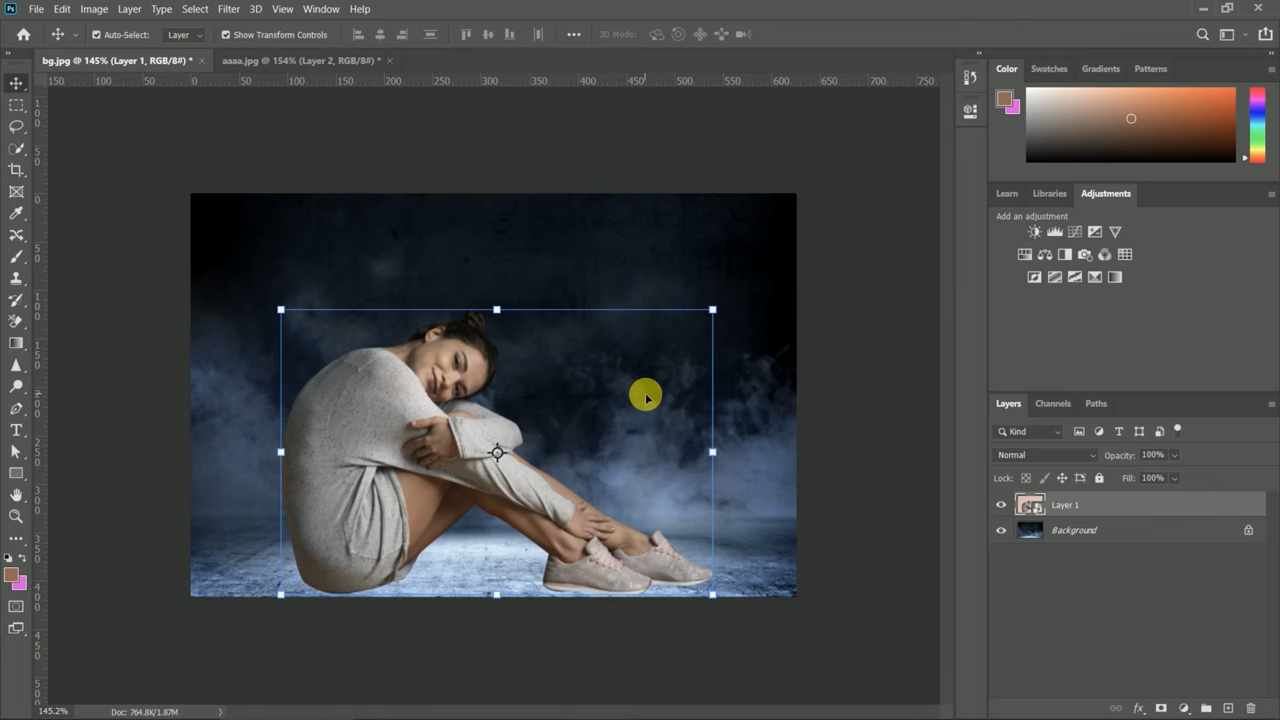 Ps File Edit Image Layer Type Select Filter 3D View Window Help
Auto-Select: Layer Show Transform Controls 3D Mode:
bg.jpg @ 145% (Layer 1, RGB/8#) * × aaaa.jpg @ 154% (Layer 2, RGB/8#) * ×
150 100 50 0 50 100 150 200 250 300 350 400 450 500 550 600 650 700 750
Color Swatches Gradients Patterns
Learn Libraries Adjustments
Add an adjustment
Layers Channels Paths
Kind
Normal Opacity: 100%
Lock: Fill: 100%
Layer 1
Background
145.2% Doc: 764.8K/1.87M